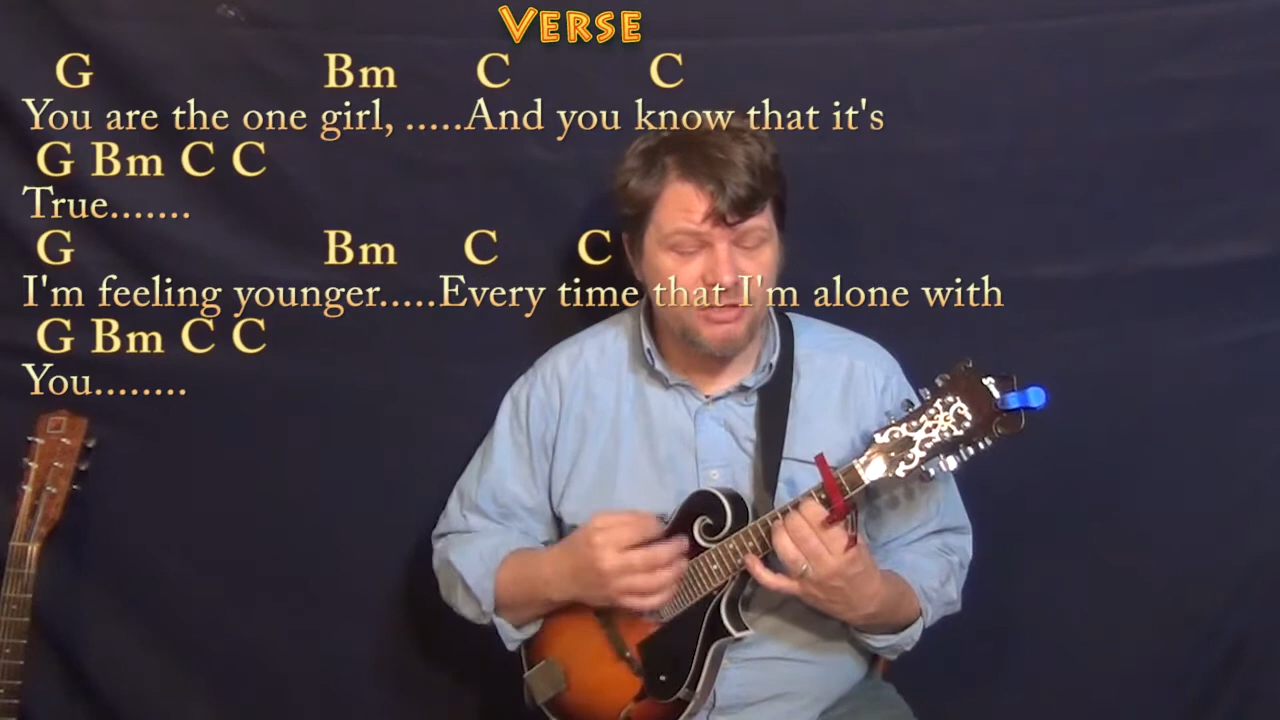 VERSE
G Bm C C
You are the one girl, .....And you know that it's
G Bm C C
True.......
G Bm C C
I'm feeling younger.....Every time that I'm alone with
G Bm C C
You........